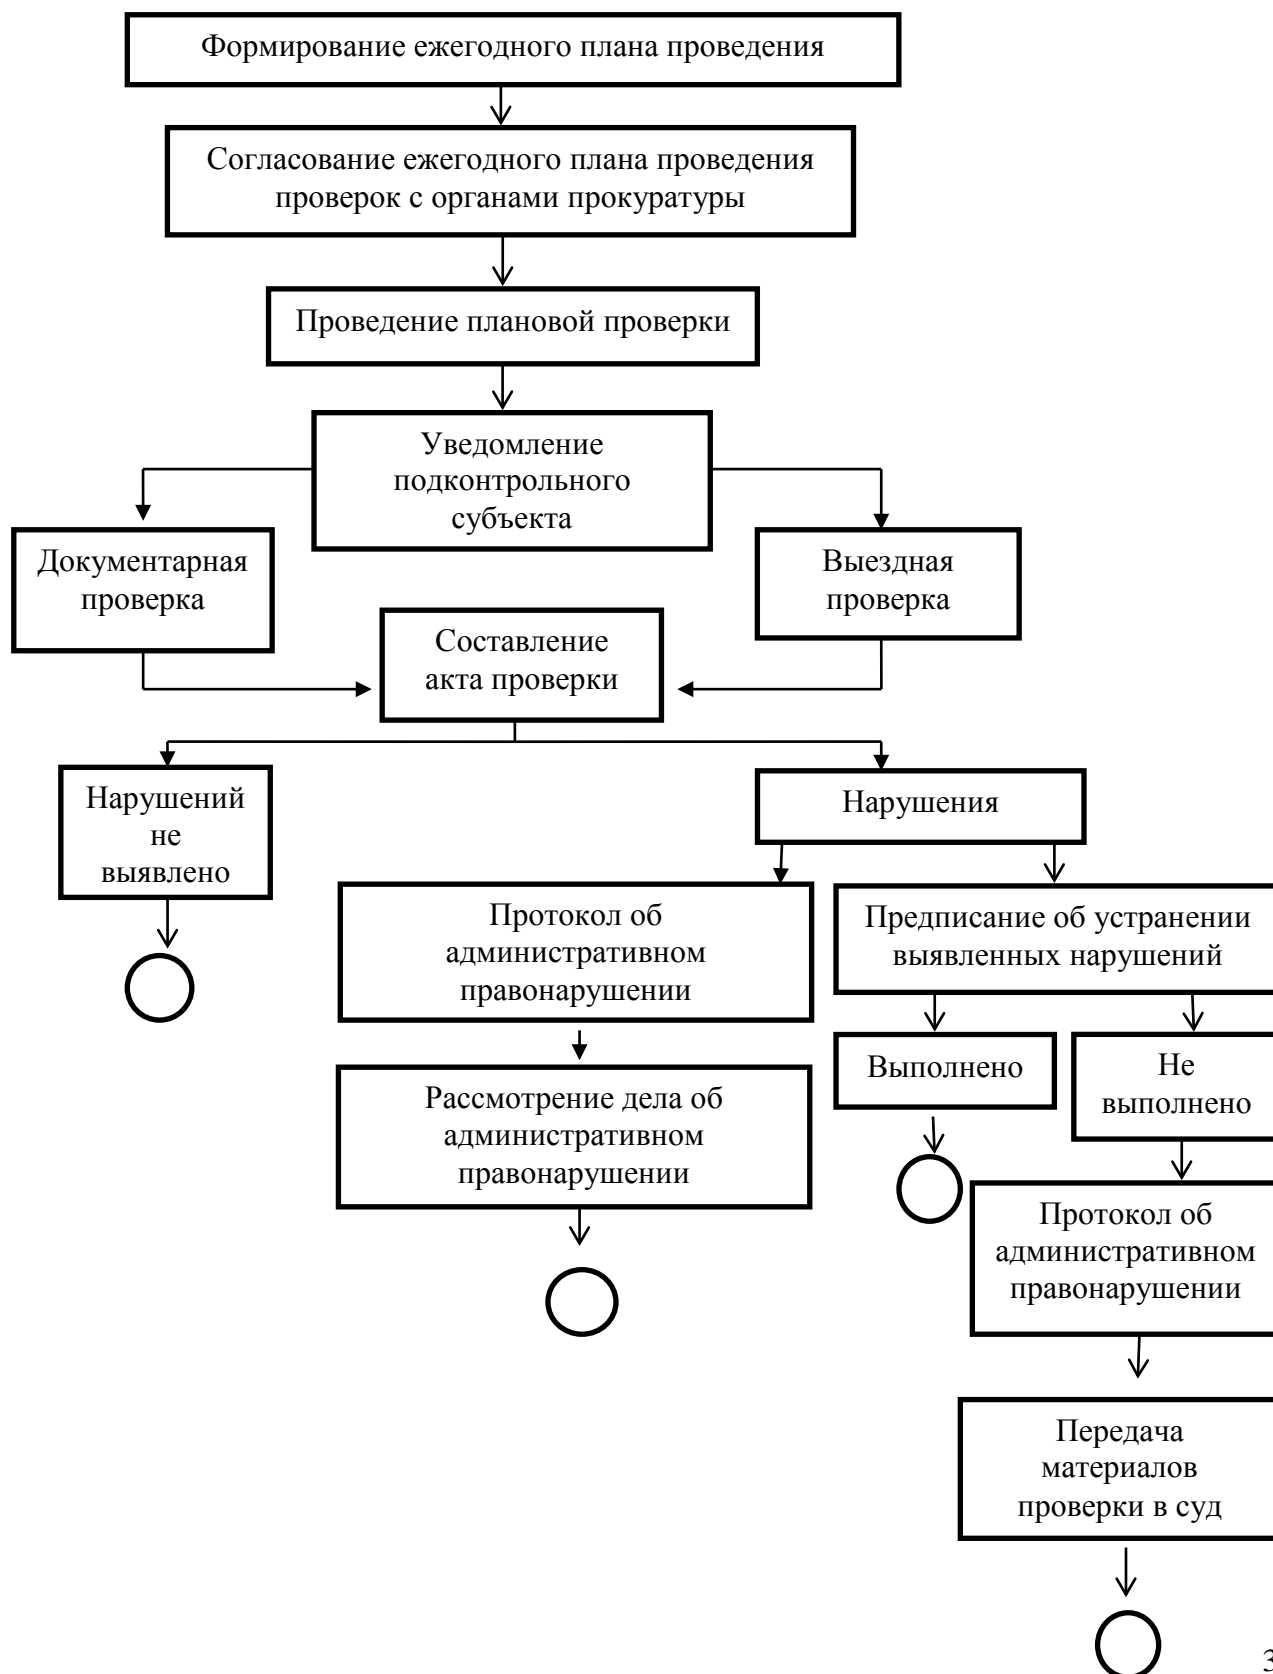 Формирование ежегодного плана проведения
Согласование ежегодного плана проведения
проверок с органами прокуратуры
Проведение плановой проверки
Уведомление
подконтрольного
субъекта
Документарная
проверка
Выездная
проверка
Составление
акта проверки
Нарушений
не
выявлено
Нарушения
Протокол об
административном
правонарушении
Предписание об устранении
выявленных нарушений
Рассмотрение дела об
административном
правонарушении
Выполнено
Не
выполнено
Протокол об
административном
правонарушении
Передача
материалов
проверки в суд
3